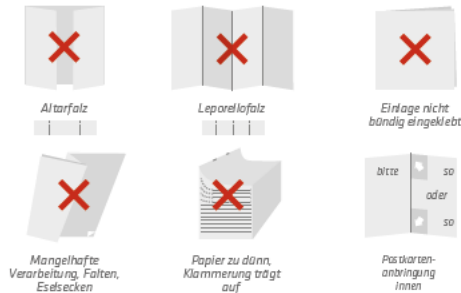 Altarfalz
Leporellofalz
Einlage nicht
bündig eingeklebt
bitte
so
oder
so
Mangelhafte
Verarbeitung, Falten,
Eselsecken
Papier zu dünn,
Klammerung trägt
auf
Postkarten-
anbringung
innen